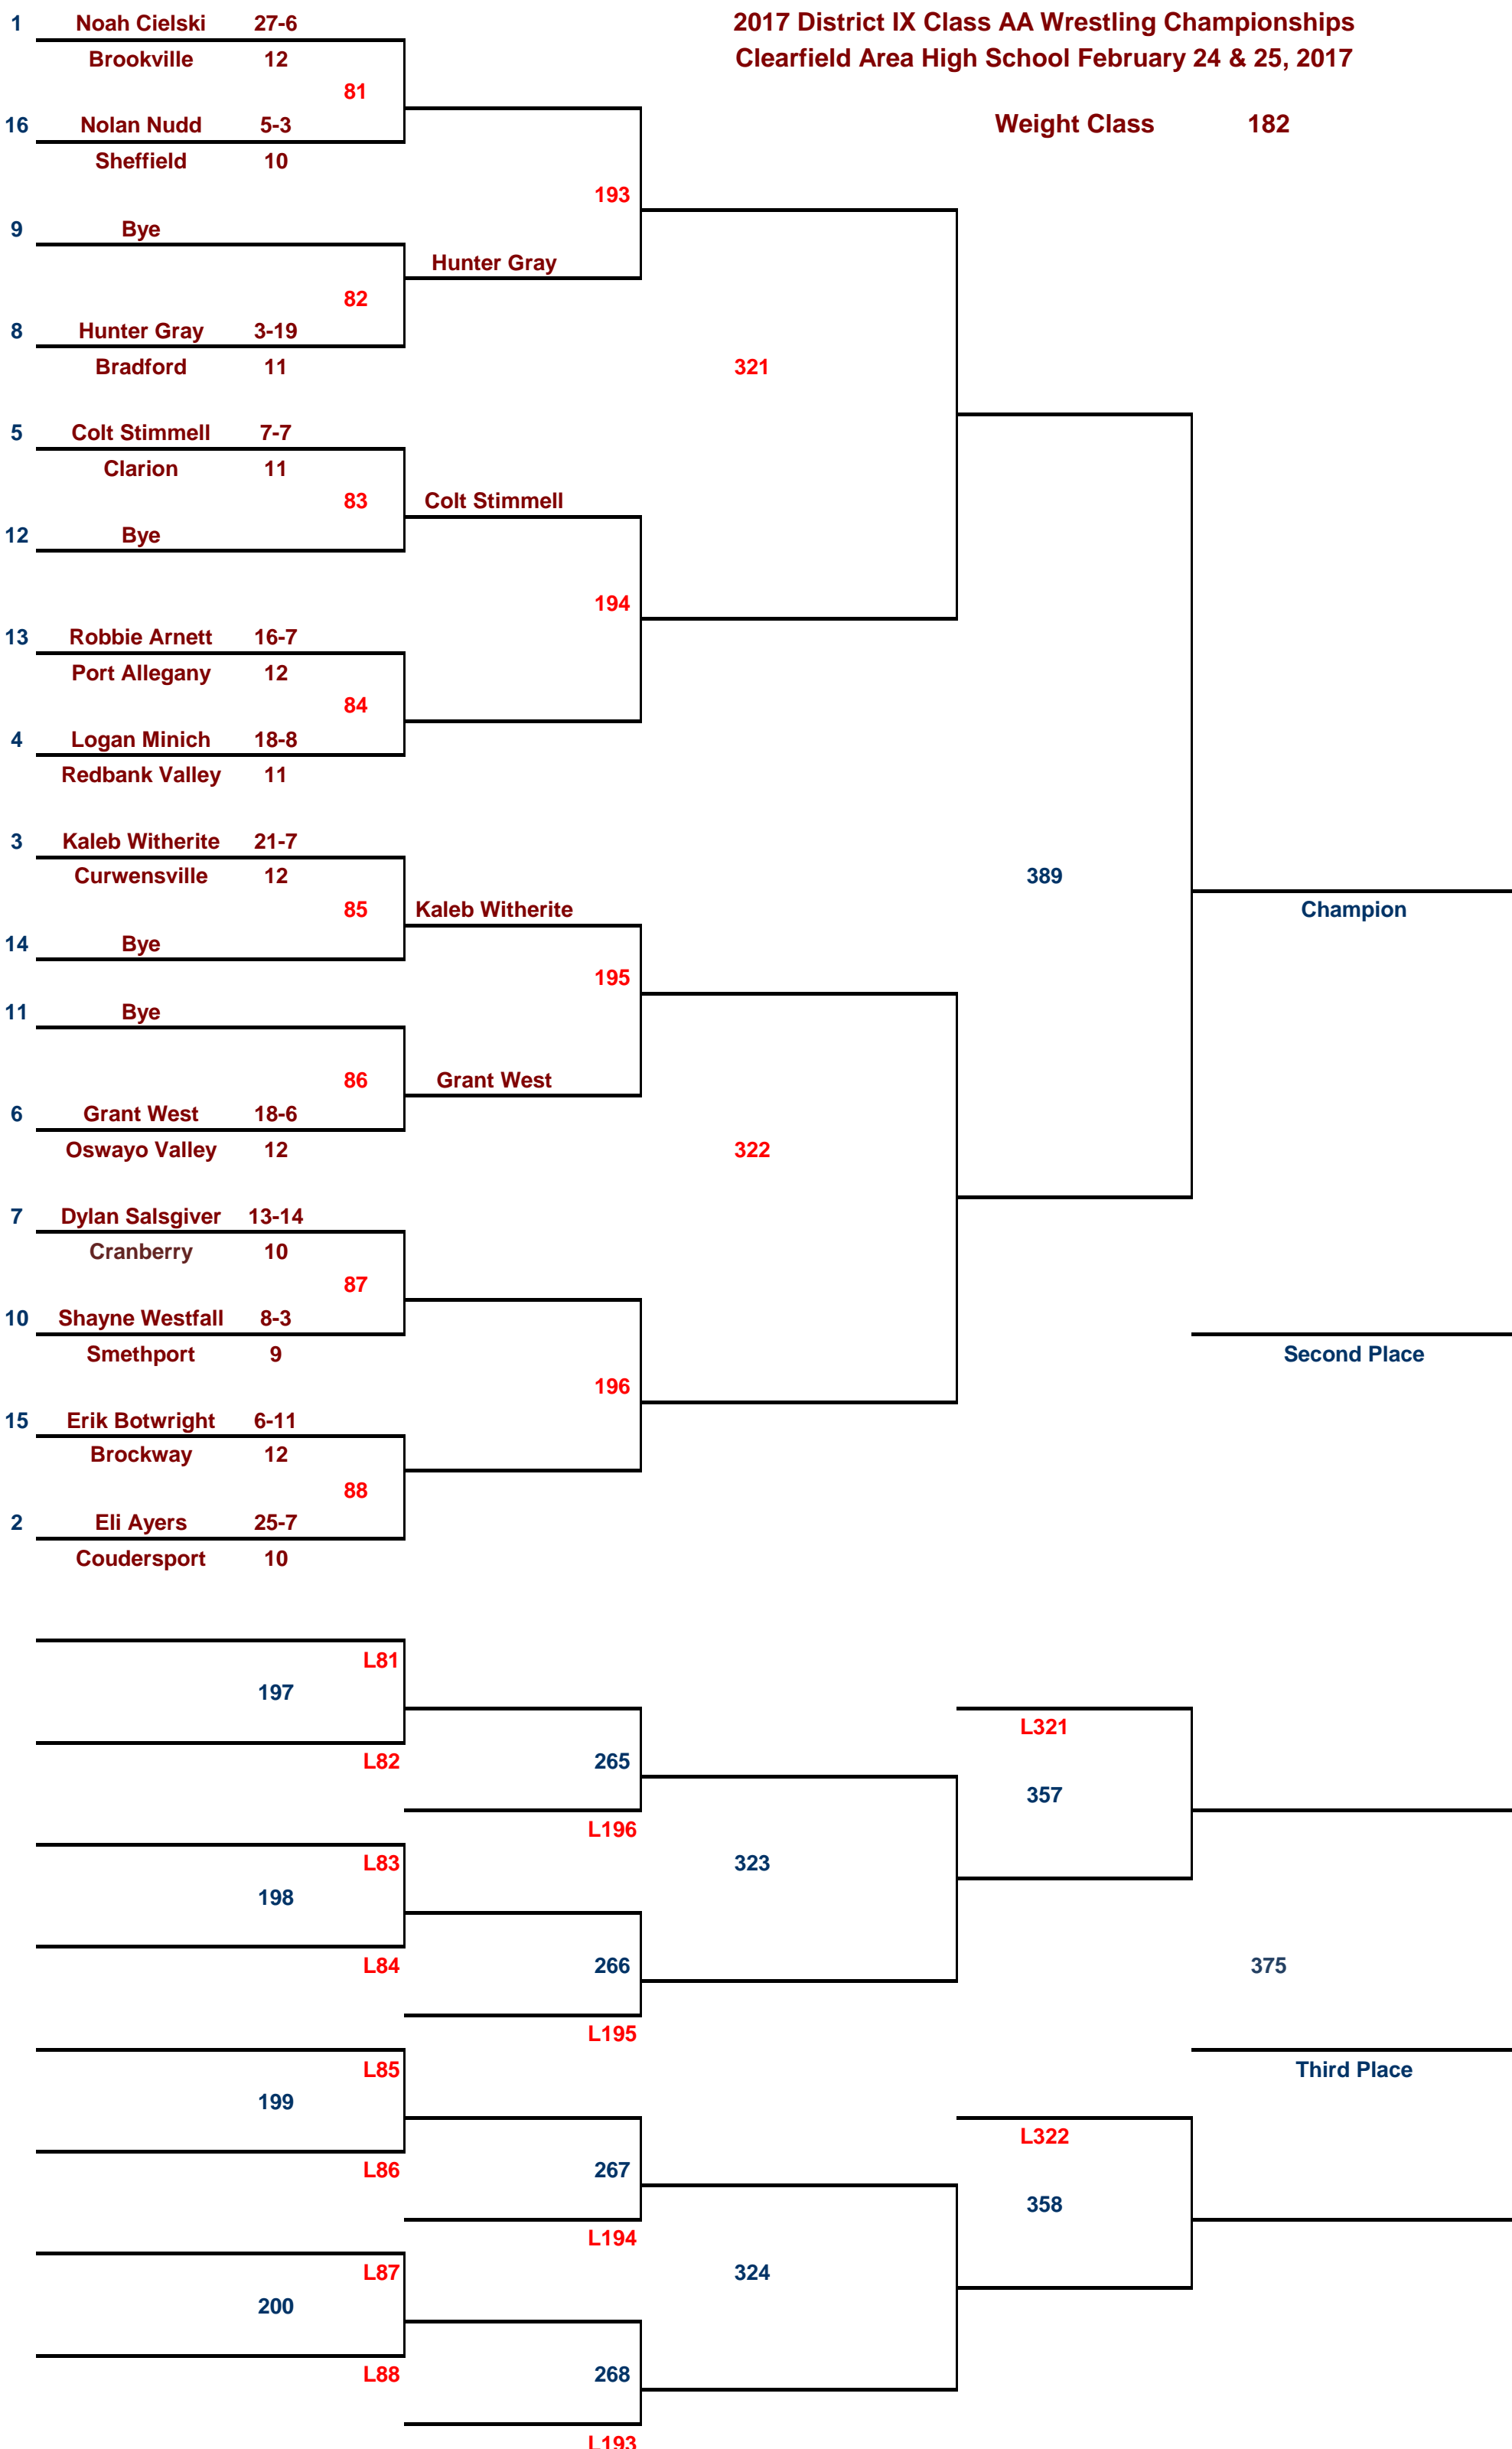 2017 District IX Class AA Wrestling Championships
Clearfield Area High School February 24 & 25, 2017
Weight Class 182
1 Noah Cielski 27-6
Brookville 12
81
16 Nolan Nudd 5-3
Sheffield 10
193
9 Bye
Hunter Gray
82
8 Hunter Gray 3-19
Bradford 11
321
5 Colt Stimmell 7-7
Clarion 11
83 Colt Stimmell
12 Bye
194
13 Robbie Arnett 16-7
Port Allegany 12
84
4 Logan Minich 18-8
Redbank Valley 11
3 Kaleb Witherite 21-7
Curwensville 12
389
85 Kaleb Witherite
Champion
14 Bye
195
11 Bye
86 Grant West
6 Grant West 18-6
Oswayo Valley 12
322
7 Dylan Salsgiver 13-14
Cranberry 10
87
10 Shayne Westfall 8-3
Smethport 9
Second Place
196
15 Erik Botwright 6-11
Brockway 12
88
2 Eli Ayers 25-7
Coudersport 10
L81
197
L321
L82
265
357
L196
L83
323
198
L84
266
375
L195
L85
Third Place
199
L322
L86
267
358
L194
L87
324
200
L88
268
L193